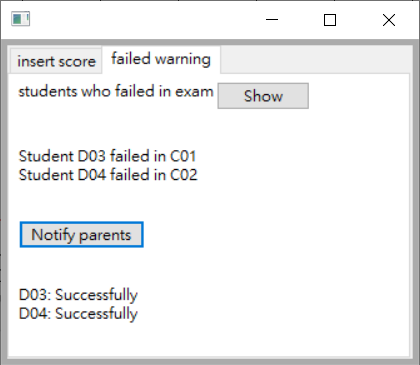 insert score
failed warning
students who failed in exam
Show
Student D03 failed in C01
Student D04 failed in C02
Notify parents
D03: Successfully
D04: Successfully